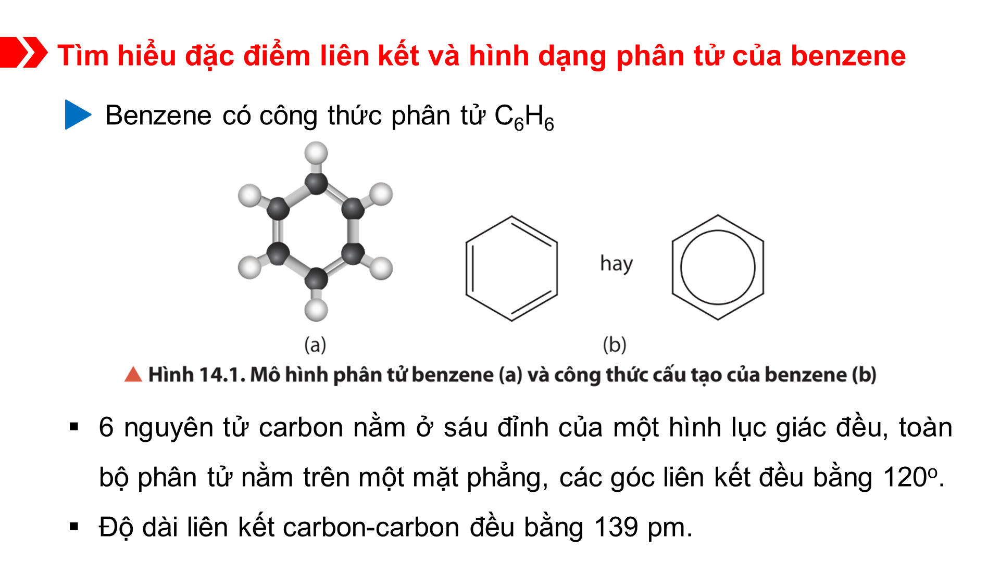 Tìm hiểu đặc điểm liên kết và hình dạng phân tử của benzene
Benzene có công thức phân tử C₆H₆
hay
(a)
(b)
Hình 14.1. Mô hình phân tử benzene (a) và công thức cấu tạo của benzene (b)
6 nguyên tử carbon nằm ở sáu đỉnh của một hình lục giác đều, toàn
bộ phân tử nằm trên một mặt phẳng, các góc liên kết đều bằng 120º.
Độ dài liên kết carbon-carbon đều bằng 139 pm.